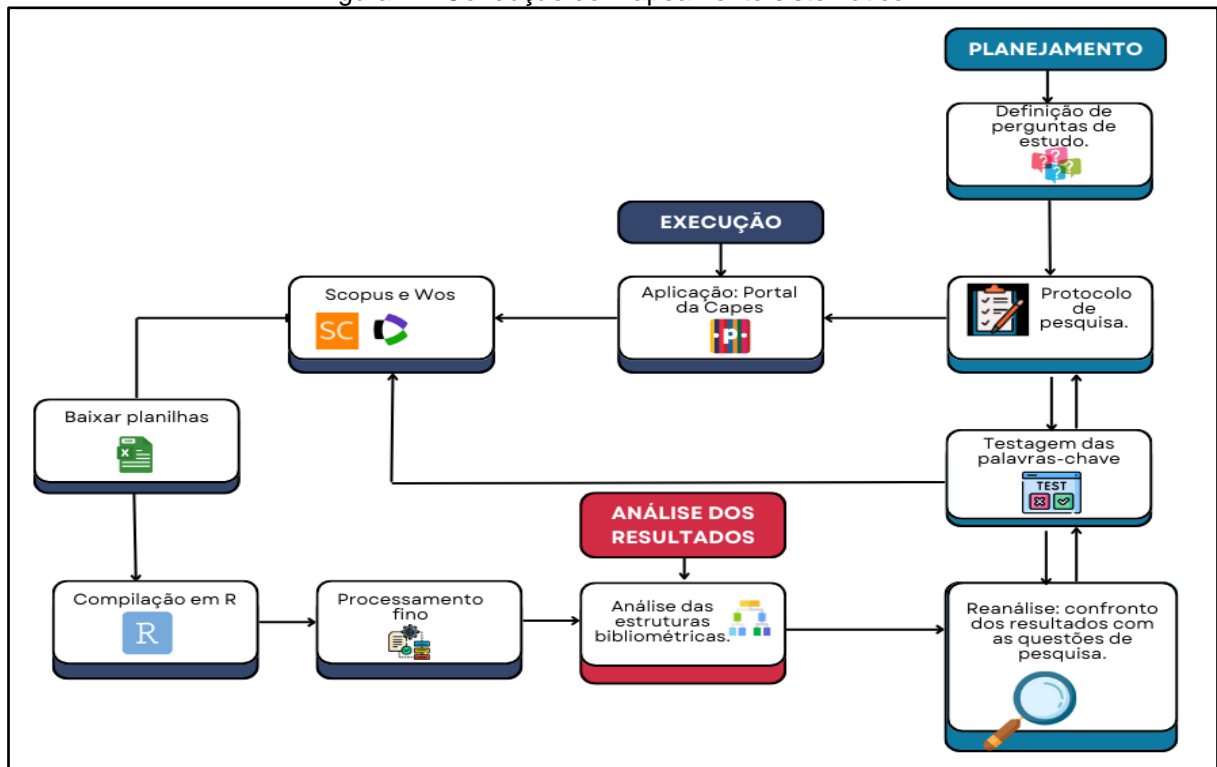 PLANEJAMENTO
Definição de
perguntas de
estudo.
EXECUÇÃO
Scopus e Wos
SC
Aplicação: Portal
da Capes
P
Protocolo
de
pesquisa.
Baixar planilhas
Testagem das
palavras-chave
TEST
ANÁLISE DOS
RESULTADOS
Compilação em R
R
Processamento
fino
Análise das
estruturas
bibliométricas.
Reanálise: confronto
dos resultados com
as questões de
pesquisa.